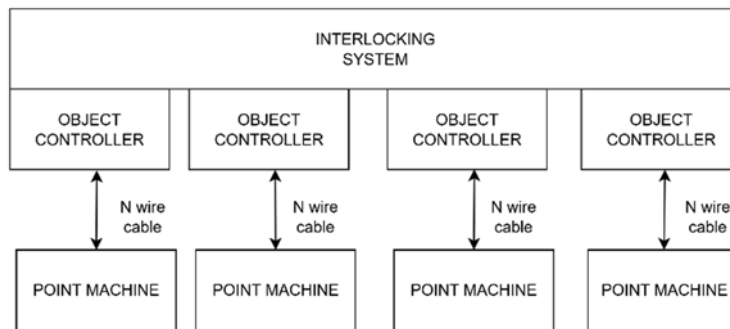 INTERLOCKING
SYSTEM
OBJECT
CONTROLLER
OBJECT
CONTROLLER
OBJECT
CONTROLLER
OBJECT
CONTROLLER
N wire
cable
N wire
cable
N wire
cable
N wire
cable
POINT MACHINE
POINT MACHINE
POINT MACHINE
POINT MACHINE